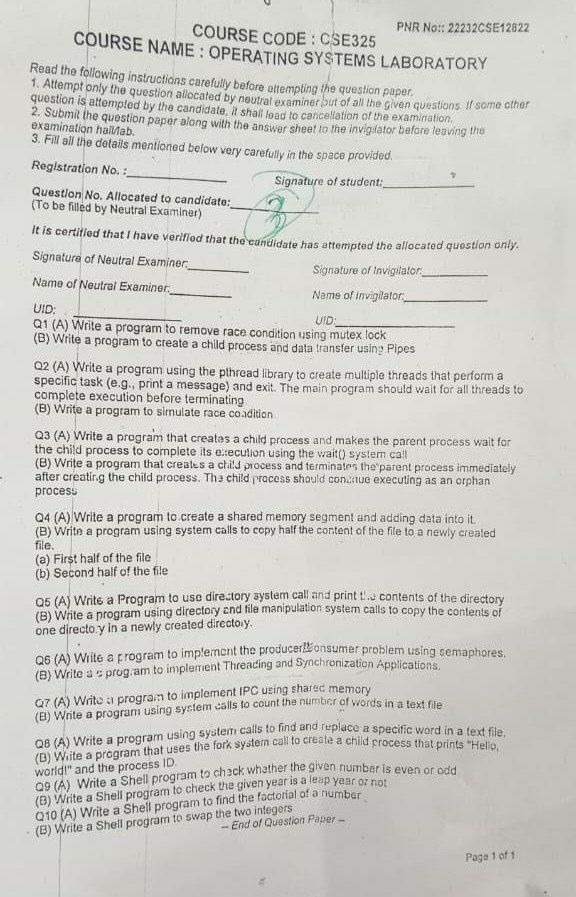 PNR No:: 22232CSE12822
COURSE CODE : CSE325
COURSE NAME : OPERATING SYSTEMS LABORATORY
Read the following instructions carefully before attempting the question paper.
1. Attempt only the question allocated by neutral examiner out of all the given questions. If some other
question is attempted by the candidate, it shall lead to cancellation of the examination.
2. Submit the question paper along with the answer sheet to the invigilator before leaving the
examination hall/lab.
3. Fill all the details mentioned below very carefully in the space provided.
Registration No. :
Signature of student:
Question No. Allocated to candidate: 3
(To be filled by Neutral Examiner)
It is certified that I have verified that the candidate has attempted the allocated question only.
Signature of Neutral Examiner:
Signature of Invigilator:
Name of Neutral Examiner:
Name of Invigilator:
UID:
UID:
Q1 (A) Write a program to remove race condition using mutex lock
(B) Write a program to create a child process and data transfer using Pipes
Q2 (A) Write a program using the pthread library to create multiple threads that perform a
specific task (e.g., print a message) and exit. The main program should wait for all threads to
complete execution before terminating
(B) Write a program to simulate race condition
Q3 (A) Write a program that creates a child process and makes the parent process wait for
the child process to complete its execution using the wait() system call
(B) Write a program that creates a child process and terminates the parent process immediately
after creating the child process. The child process should continue executing as an orphan
process
Q4 (A) Write a program to create a shared memory segment and adding data into it.
(B) Write a program using system calls to copy half the content of the file to a newly created
file.
(a) First half of the file
(b) Second half of the file
Q5 (A) Write a Program to use directory system call and print the contents of the directory
(B) Write a program using directory and file manipulation system calls to copy the contents of
one directory in a newly created directory.
Q6 (A) Write a program to implement the producer consumer problem using semaphores.
(B) Write a program to implement Threading and Synchronization Applications.
Q7 (A) Write a program to implement IPC using shared memory
(B) Write a program using system calls to count the number of words in a text file
Q8 (A) Write a program using system calls to find and replace a specific word in a text file.
(B) Write a program that uses the fork system call to create a child process that prints "Hello,
world!" and the process ID.
Q9 (A) Write a Shell program to check whether the given number is even or odd
(B) Write a Shell program to check the given year is a leap year or not
Q10 (A) Write a Shell program to find the factorial of a number
(B) Write a Shell program to swap the two integers
-- End of Question Paper --
Page 1 of 1